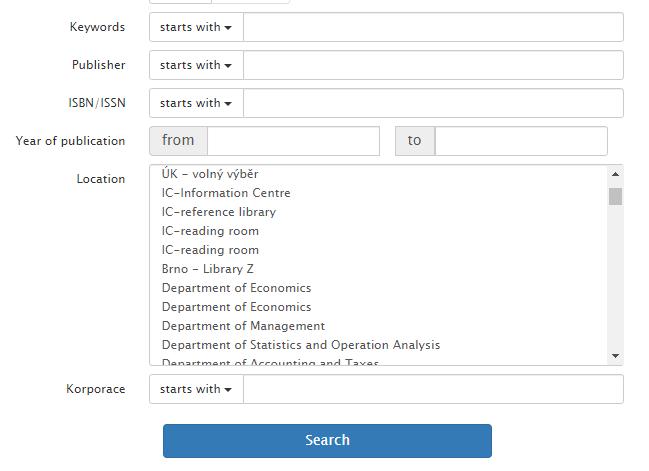 Keywords starts with
Publisher starts with
ISBN/ISSN starts with
Year of publication from to
Location
ÚK - volný výběr
IC-Information Centre
IC-reference library
IC-reading room
IC-reading room
Brno - Library Z
Department of Economics
Department of Economics
Department of Management
Department of Statistics and Operation Analysis
Department of Accounting and Taxes
Korporace starts with
Search